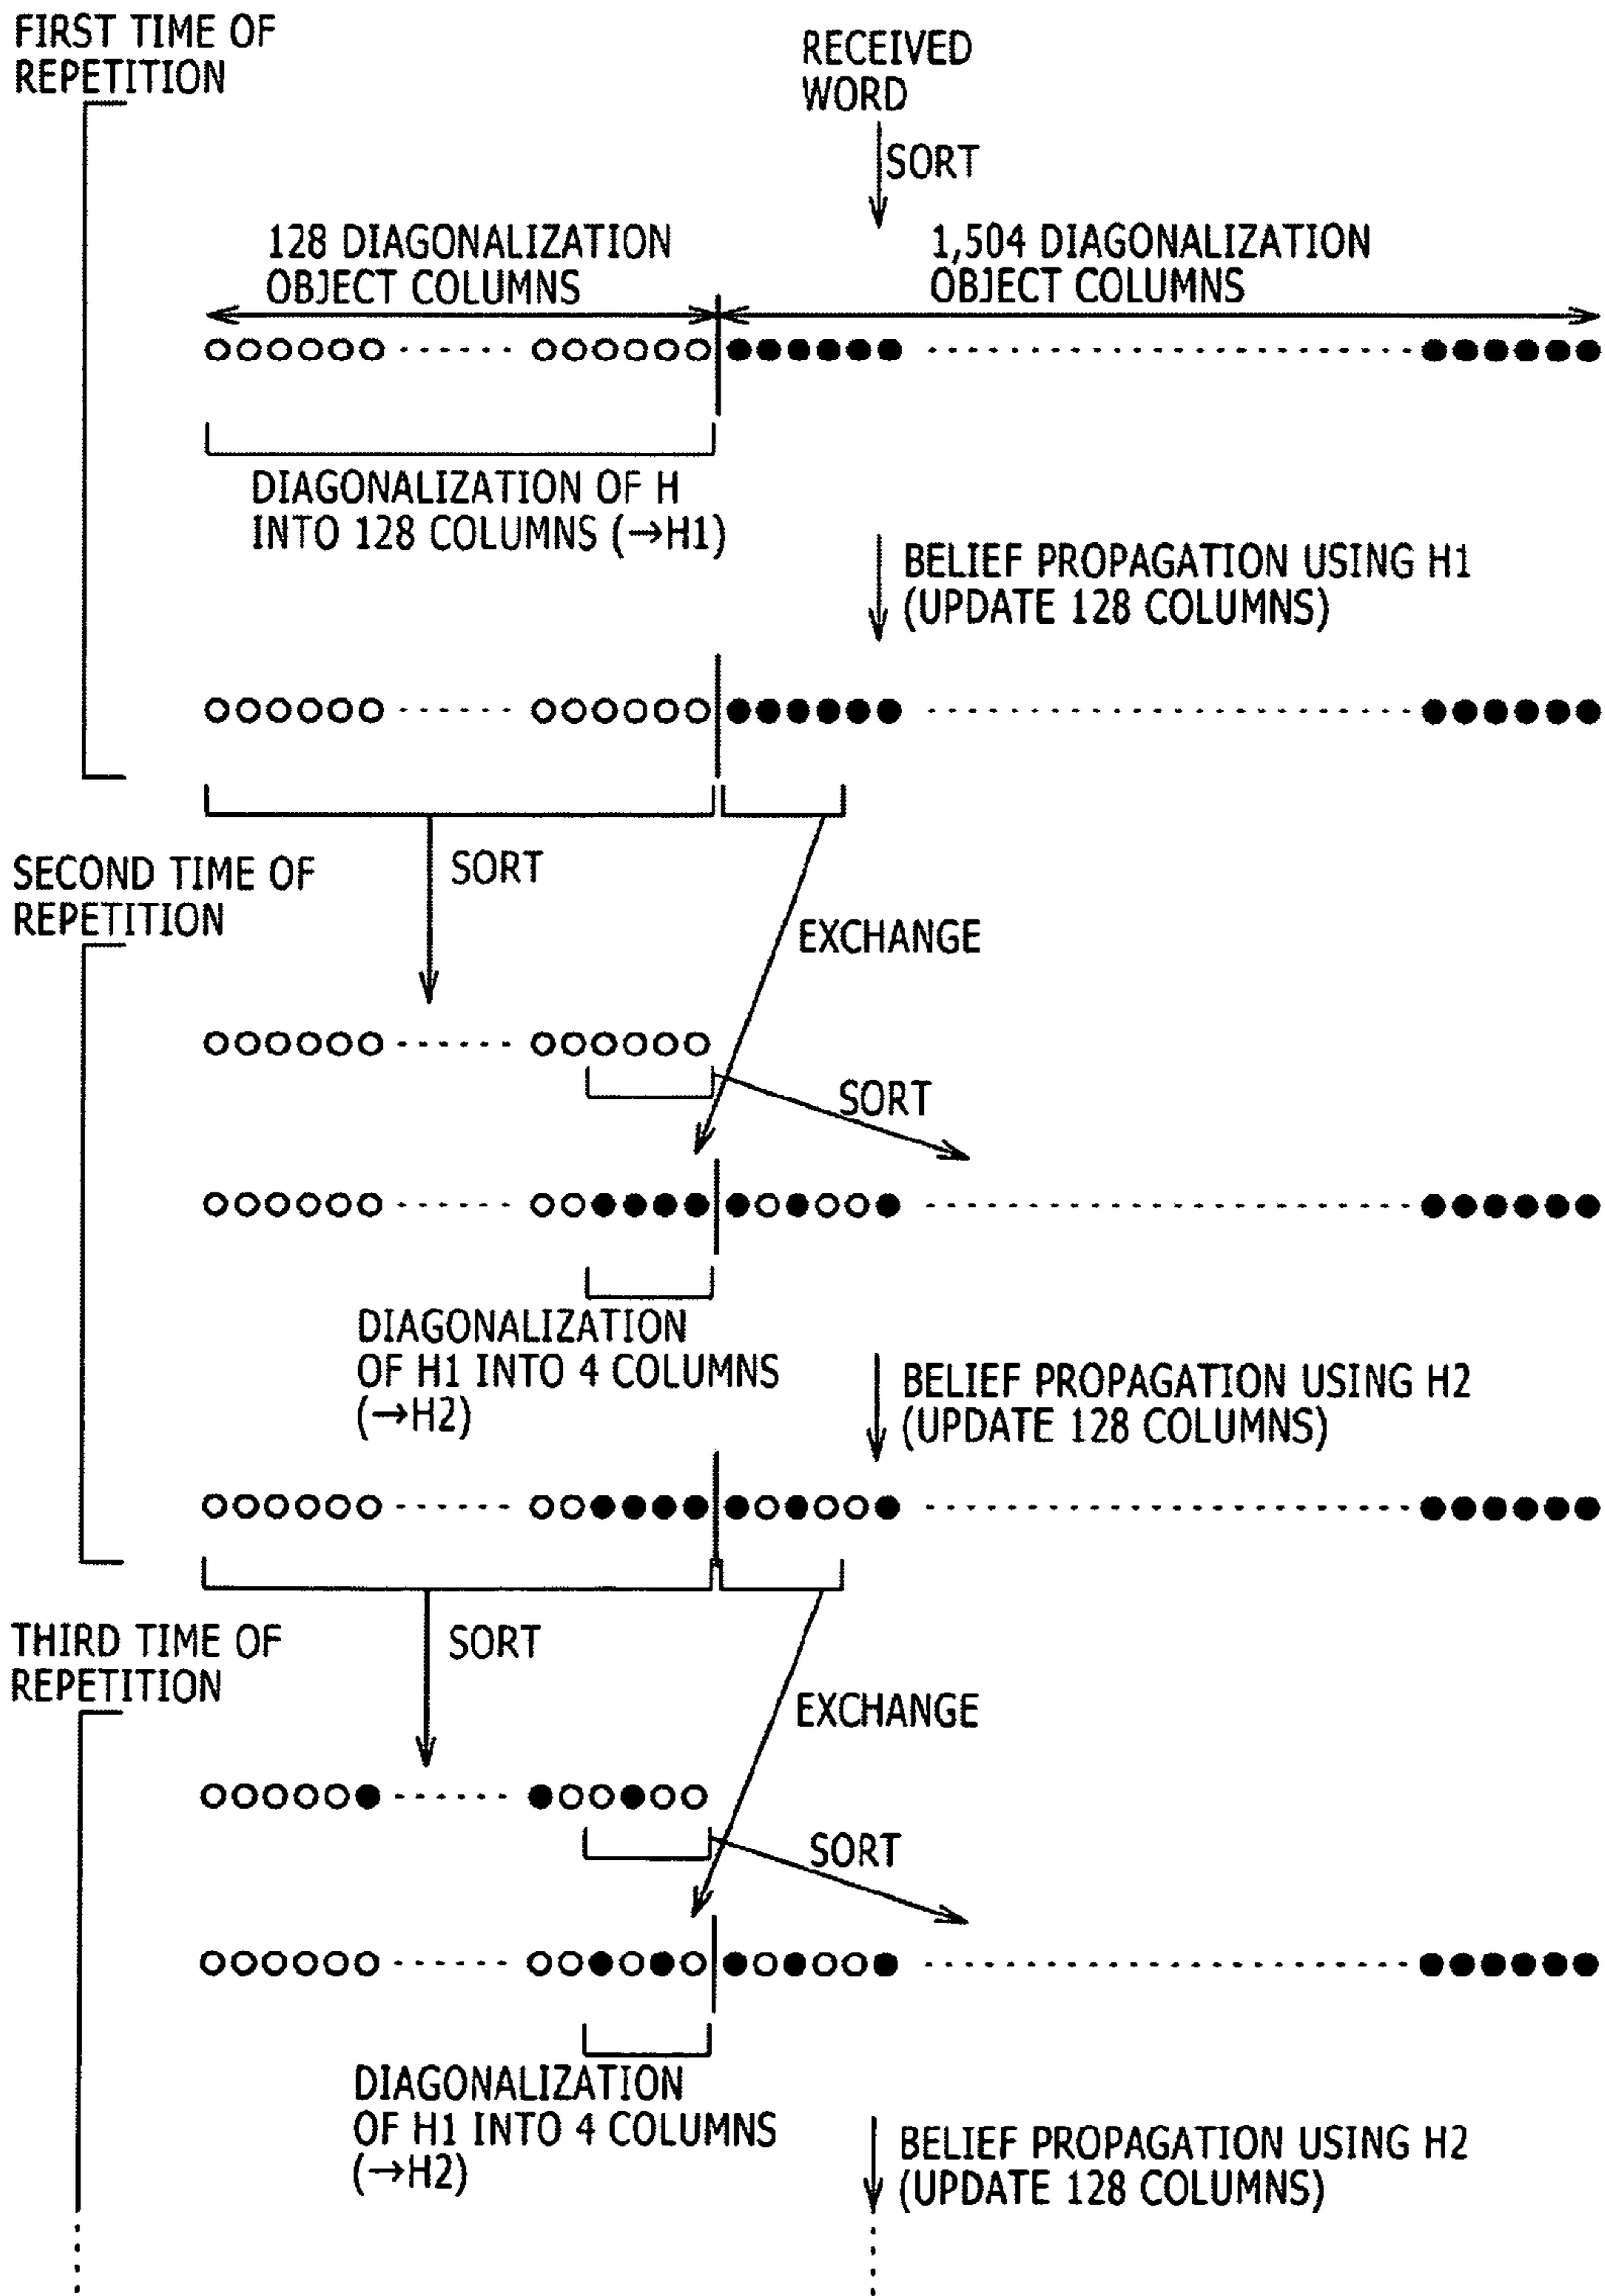 FIRST TIME OF
REPETITION
RECEIVED
WORD
SORT
128 DIAGONALIZATION
OBJECT COLUMNS
1,504 DIAGONALIZATION
OBJECT COLUMNS
DIAGONALIZATION OF H
INTO 128 COLUMNS (→H1)
BELIEF PROPAGATION USING H1
(UPDATE 128 COLUMNS)
SECOND TIME OF
REPETITION
SORT
EXCHANGE
SORT
DIAGONALIZATION
OF H1 INTO 4 COLUMNS
(→H2)
BELIEF PROPAGATION USING H2
(UPDATE 128 COLUMNS)
THIRD TIME OF
REPETITION
SORT
EXCHANGE
SORT
DIAGONALIZATION
OF H1 INTO 4 COLUMNS
(→H2)
BELIEF PROPAGATION USING H2
(UPDATE 128 COLUMNS)